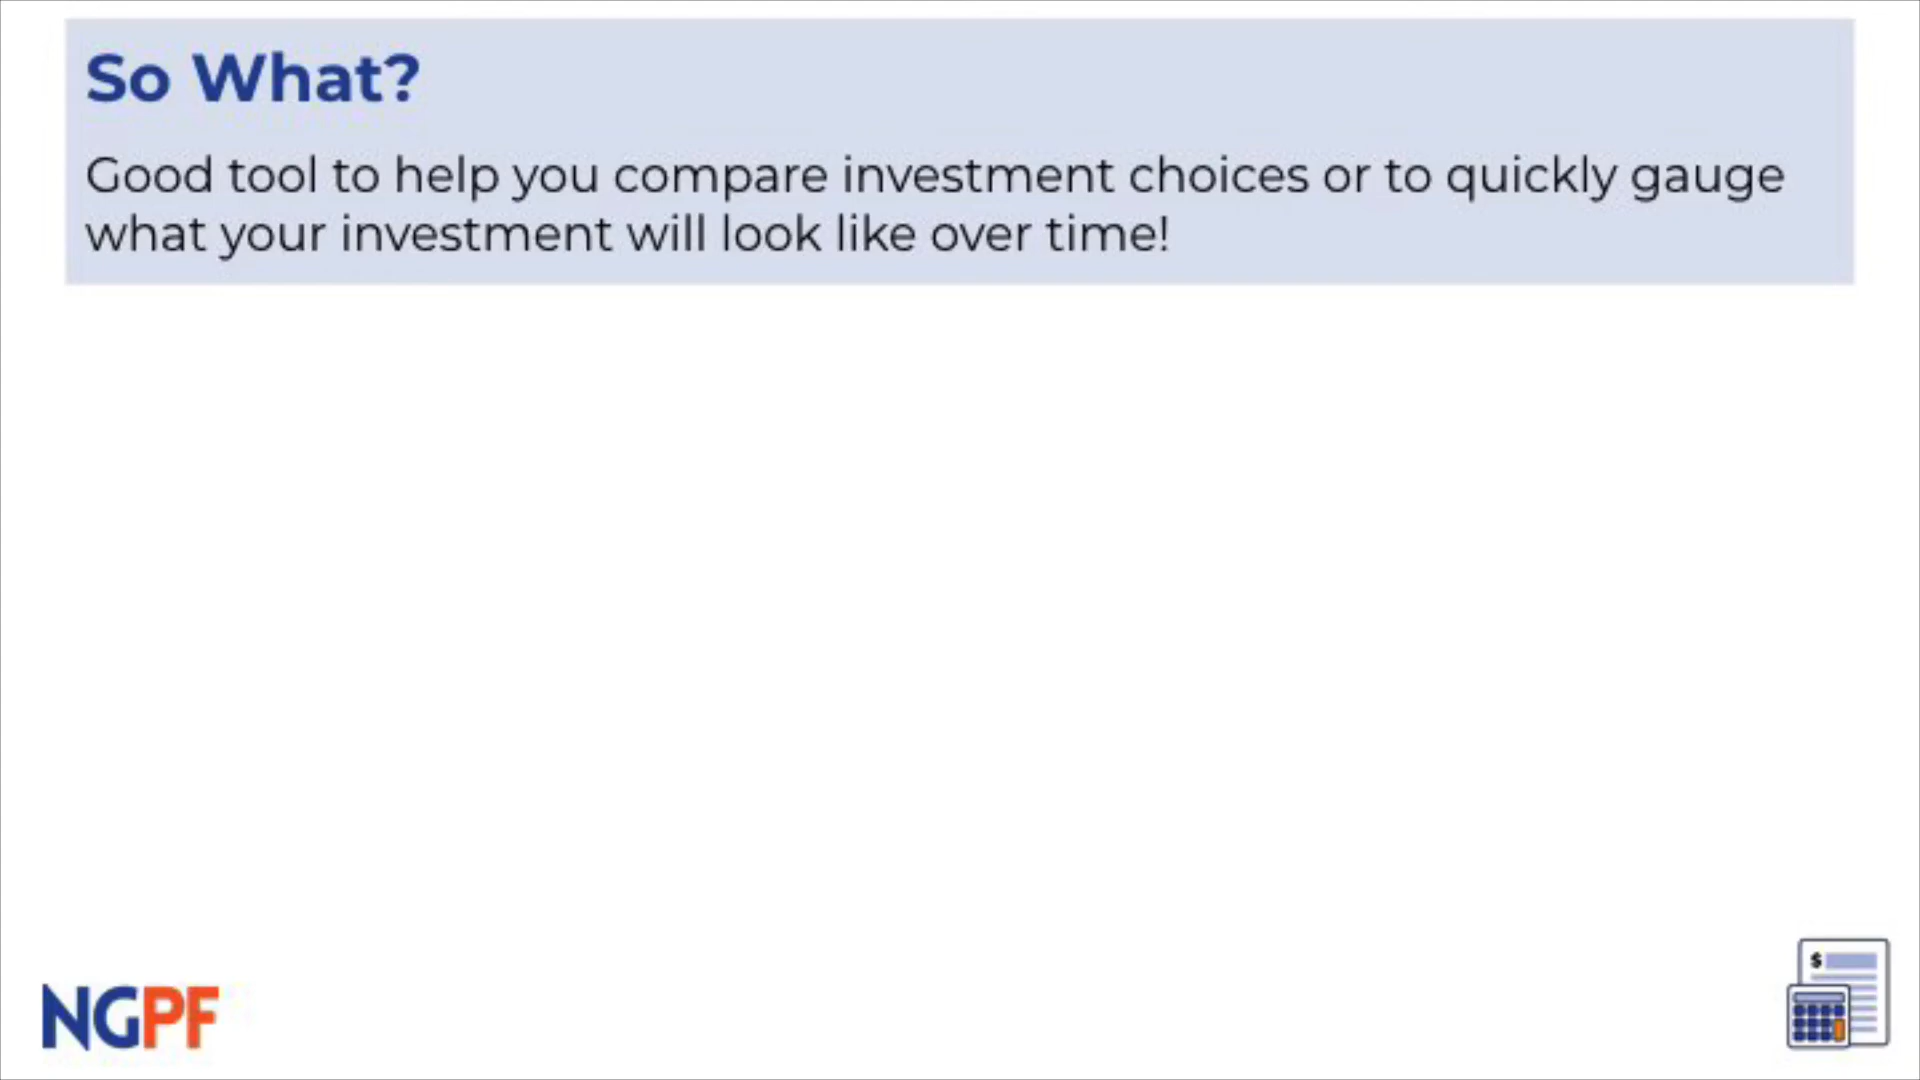 So What?
Good tool to help you compare investment choices or to quickly gauge
what your investment will look like over time!
$
NGPF